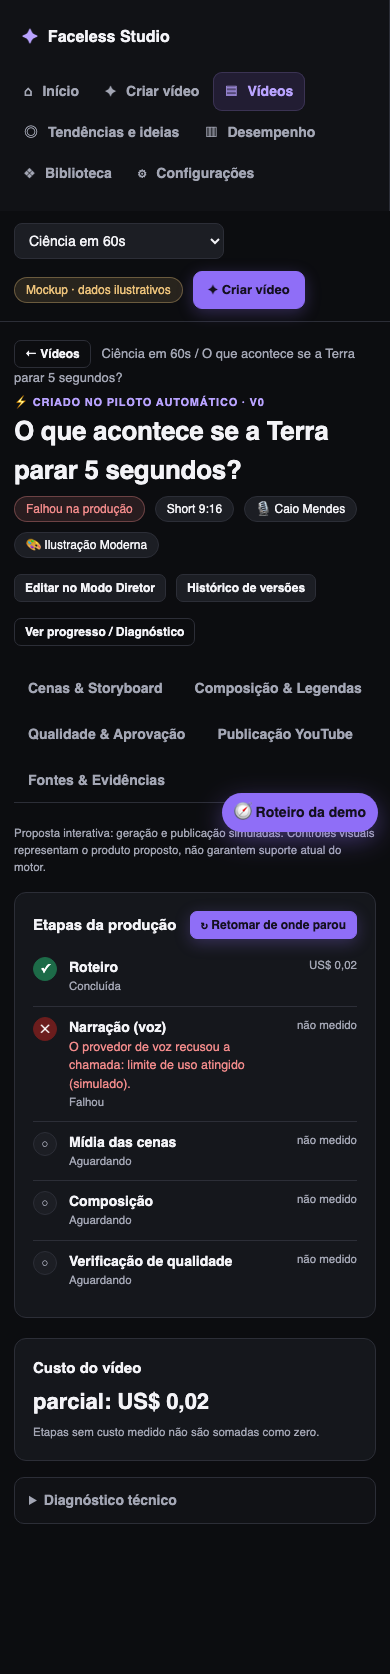 Faceless Studio
Início Criar vídeo Vídeos
Tendências e ideias Desempenho
Biblioteca Configurações
Ciência em 60s
Mockup · dados ilustrativos ✦ Criar vídeo
← Vídeos Ciência em 60s / O que acontece se a Terra
parar 5 segundos?
⚡ CRIADO NO PILOTO AUTOMÁTICO · V0
O que acontece se a Terra
parar 5 segundos?
Falhou na produção Short 9:16 🎙️ Caio Mendes
🎨 Ilustração Moderna
Editar no Modo Diretor Histórico de versões
Ver progresso / Diagnóstico
Cenas & Storyboard Composição & Legendas
Qualidade & Aprovação Publicação YouTube
Fontes & Evidências
🧭 Roteiro da demo
Proposta interativa: geração e publicação simuladas. Controles visuais
representam o produto proposto, não garantem suporte atual do
motor.
Etapas da produção ↻ Retomar de onde parou
✓ Roteiro US$ 0,02
Concluída
✕ Narração (voz) não medido
O provedor de voz recusou a
chamada: limite de uso atingido
(simulado).
Falhou
○ Mídia das cenas não medido
Aguardando
○ Composição não medido
Aguardando
○ Verificação de qualidade não medido
Aguardando
Custo do vídeo
parcial: US$ 0,02
Etapas sem custo medido não são somadas como zero.
▶ Diagnóstico técnico